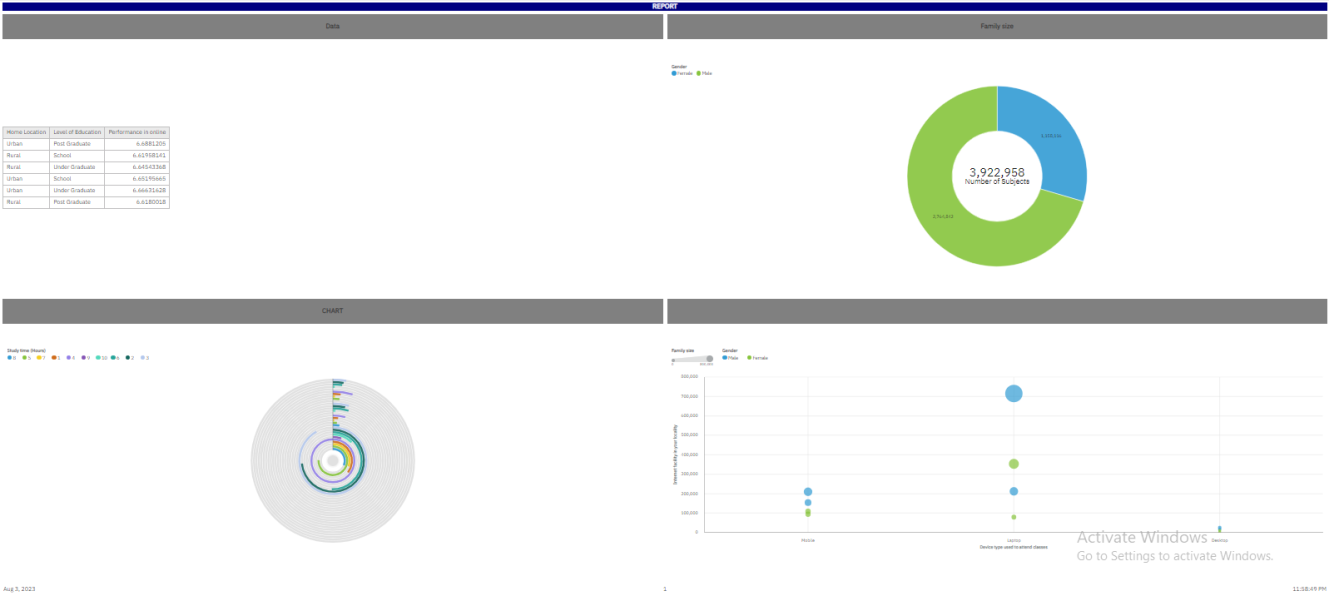 REPORT
Data
Family size
Gender
Female Male
Home Location Level of Education Performance in online
Urban Post Graduate 6.6881205
Rural School 6.61958141
Rural Under Graduate 6.64543368
Urban School 6.65195665
Urban Under Graduate 6.66631628
Rural Post Graduate 6.6180018
3,922,958
Number of Subjects
CHART
Study time (Hours)
Family size Gender
Male Female
800,000
700,000
600,000
500,000
400,000
300,000
200,000
100,000
0
Internet facility in your locality
Mobile Laptop Desktop
Device type used to attend classes
Activate Windows
Go to Settings to activate Windows.
Aug 3, 2023 1 11:58:49 PM